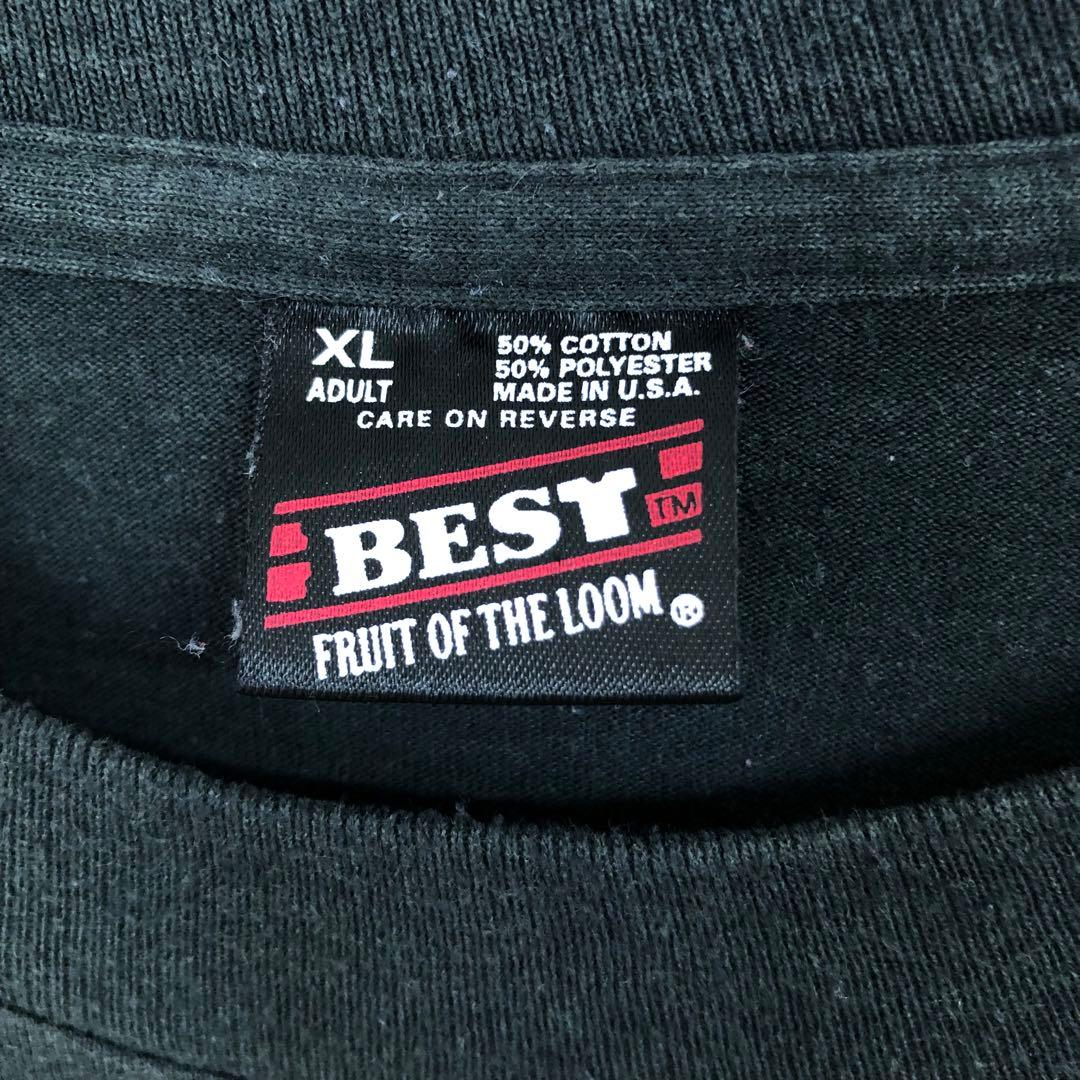 XL
ADULT
50% COTTON
50% POLYESTER
MADE IN U.S.A.
CARE ON REVERSE
BEST TM
FRUIT OF THE LOOM ®